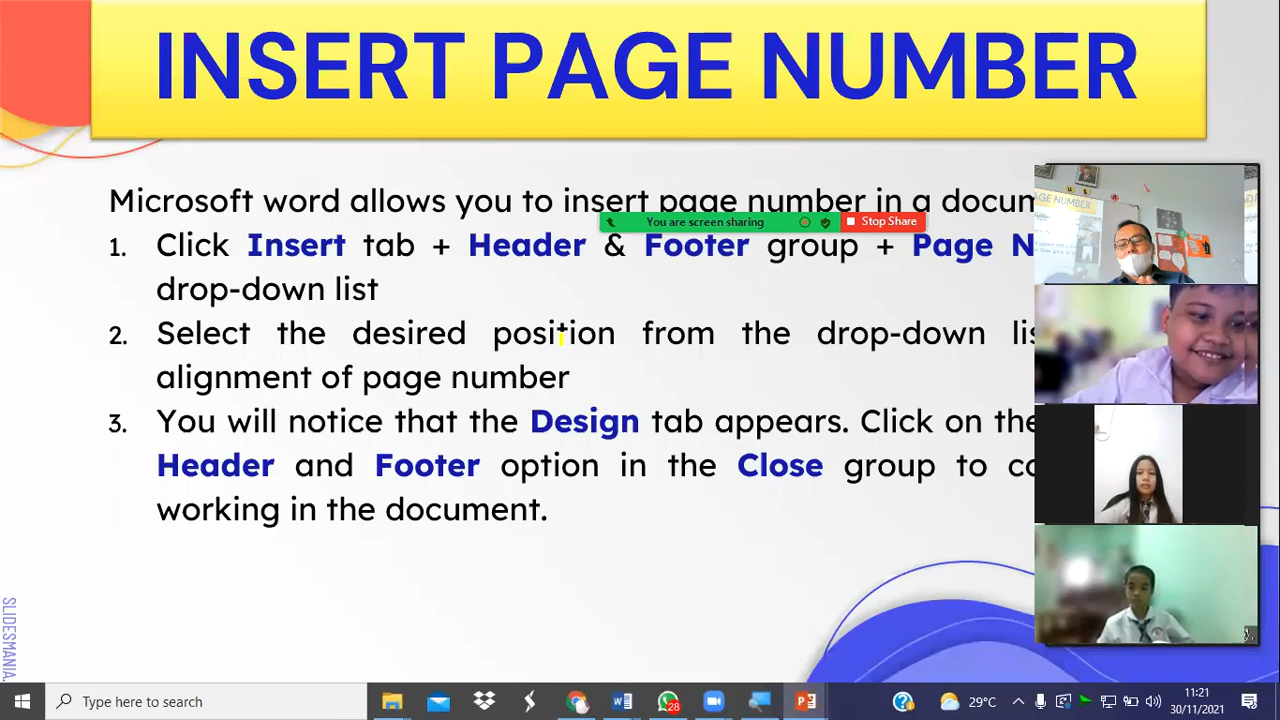 INSERT PAGE NUMBER
Microsoft word allows you to insert page number in a
You are screen sharing
Stop Share
1. Click Insert tab + Header & Footer group + Page
drop-down list
2. Select the desired position from the drop-down
alignment of page number
3. You will notice that the Design tab appears. Click on the
Header and Footer option in the Close group to
working in the document.
SLIDESMANIA.
PAGE NUMBER
Type here to search
28
29°C
11:21
30/11/2021